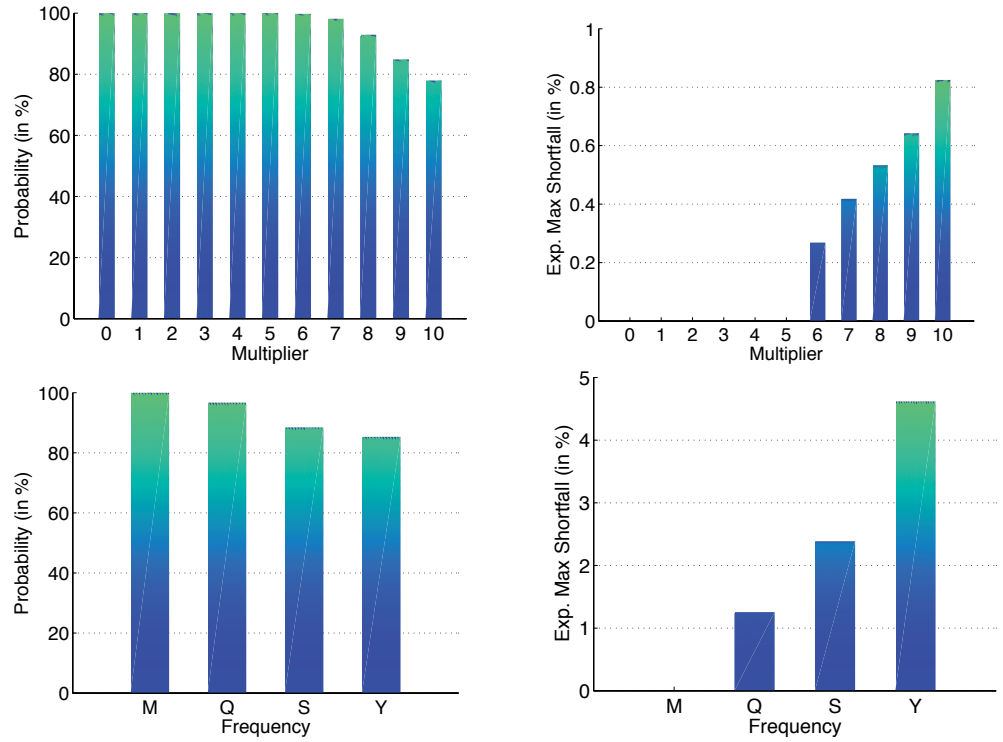 Probability (in %)
100
80
60
40
20
0
0 1 2 3 4 5 6 7 8 9 10
Multiplier
Exp. Max Shortfall (in %)
1
0.8
0.6
0.4
0.2
0
0 1 2 3 4 5 6 7 8 9 10
Multiplier
Probability (in %)
100
80
60
40
20
0
M Q S Y
Frequency
Exp. Max Shortfall (in %)
5
4
3
2
1
0
M Q S Y
Frequency